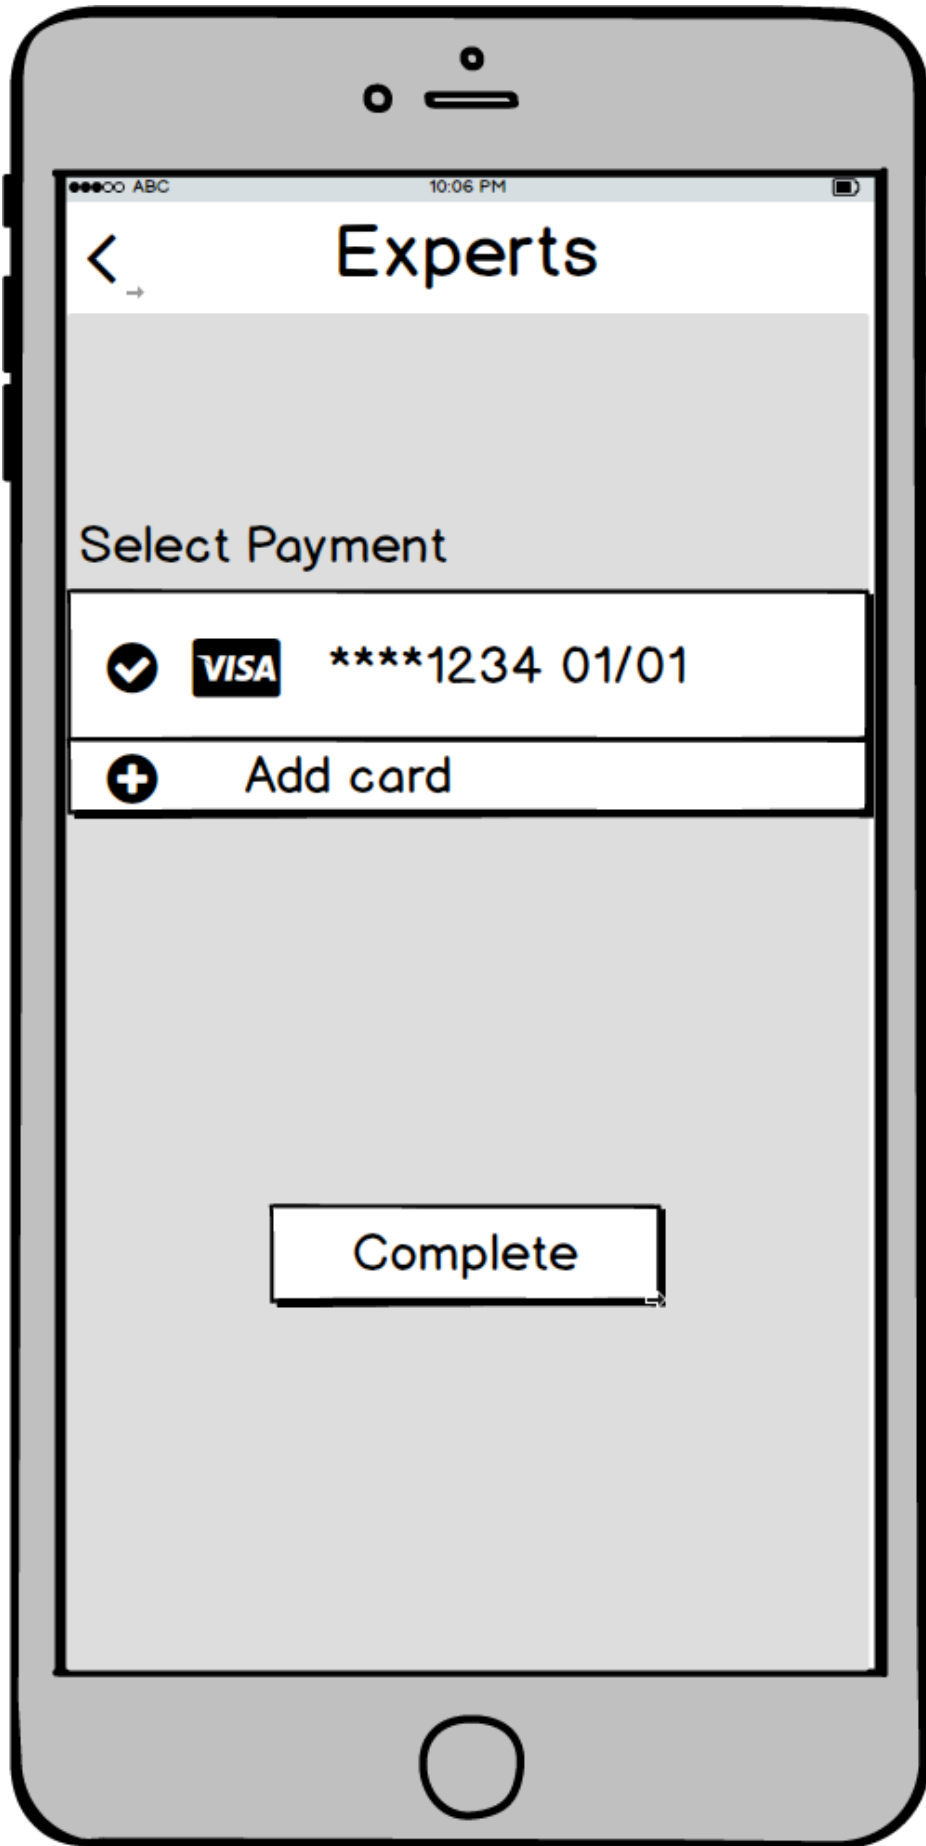 ABC 10:06 PM
Experts
Select Payment
VISA ****1234 01/01
Add card
Complete